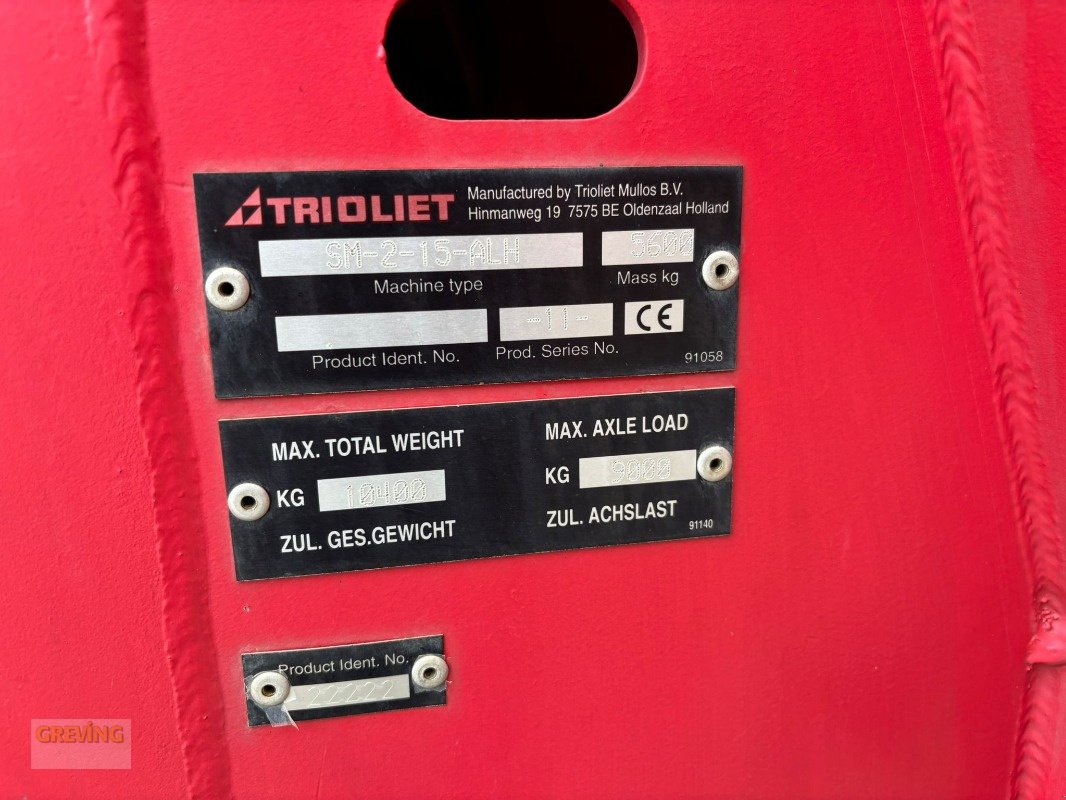 TRIOLIET
Manufactured by Trioliet Mullos B.V.
Hinmanweg 19 7575 BE Oldenzaal Holland
SM-2-15-ALH
5600
Machine type
Mass kg
-11-
CE
Product Ident. No.
Prod. Series No.
91058
MAX. TOTAL WEIGHT
MAX. AXLE LOAD
KG 10400
KG 9000
ZUL. GES.GEWICHT
ZUL. ACHSLAST
91140
Product Ident. No.
22222
GREVING